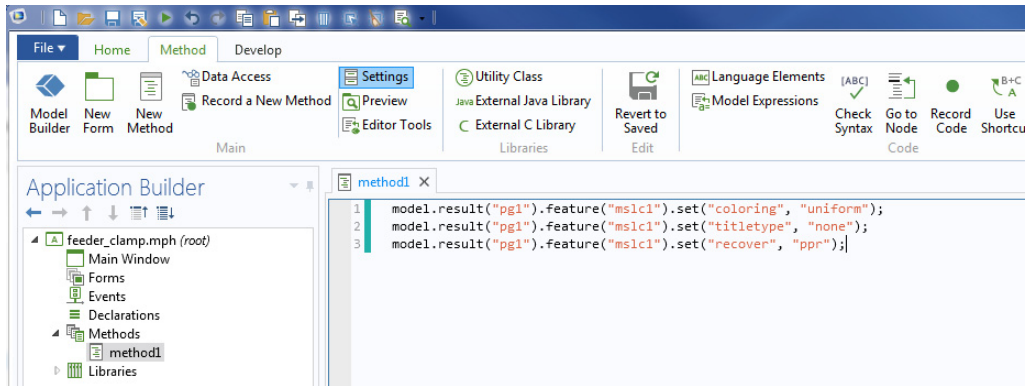 File Home Method Develop
Data Access Settings Utility Class Language Elements
Record a New Method Preview Java External Java Library Model Expressions
Editor Tools C External C Library
Model Builder
New Form
New Method
Revert to Saved
Check Syntax
Go to Node
Record Code
Use
Main Libraries Edit Code
Application Builder
feeder_clamp.mph (root)
Main Window
Forms
Events
Declarations
Methods
method1
Libraries
method1
1 model.result("pg1").feature("mslc1").set("coloring", "uniform");
2 model.result("pg1").feature("mslc1").set("titletype", "none");
3 model.result("pg1").feature("mslc1").set("recover", "ppr");